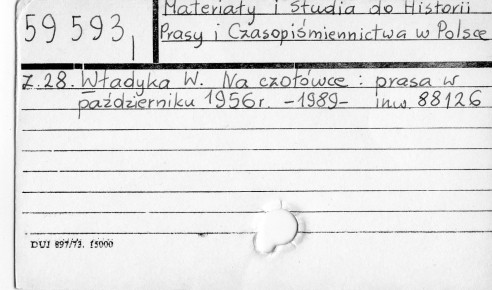 59 593 |
Materiały i Studia do Historii
Prasy i Czasopiśmiennictwa w Polsce
Z.28. Władyka W. Na czołówce : prasa w
październiku 1956r. -1989- inw. 88126
DUJ 897/73. 15000